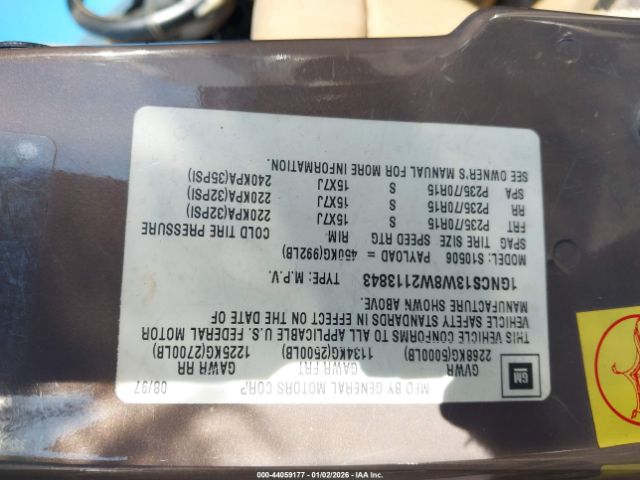 GM
MFD BY GENERAL MOTORS CORP 08/97
GVWR GAWR FRT GAWR RR
2268KG(5000LB) 1134KG(2500LB) 1225KG(2700LB)
THIS VEHICLE CONFORMS TO ALL APPLICABLE U.S. FEDERAL MOTOR
VEHICLE SAFETY STANDARDS IN EFFECT ON THE DATE OF
MANUFACTURE SHOWN ABOVE.
1GNCS13W8W2113843 TYPE: M.P.V.
MODEL: S10506 PAYLOAD = 450KG(992LB)
SPAG TIRE SIZE SPEED RTG RIM COLD TIRE PRESSURE
FRT P235/70R15 S 15X7J 220KPA(32PSI)
RR P235/70R15 S 15X7J 220KPA(32PSI)
SPA P235/70R15 S 15X7J 240KPA(35PSI)
SEE OWNER'S MANUAL FOR MORE INFORMATION.
000-44059177 - 01/02/2026 - IAAI.com